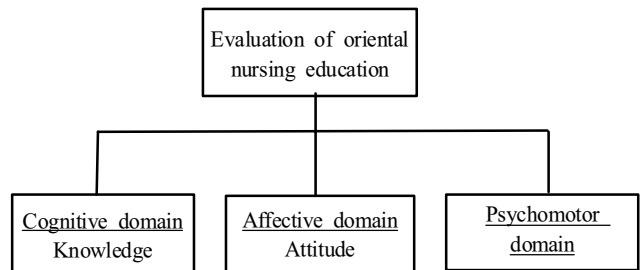 Evaluation of oriental
nursing education
Cognitive domain
Knowledge
Affective domain
Attitude
Psychomotor
domain